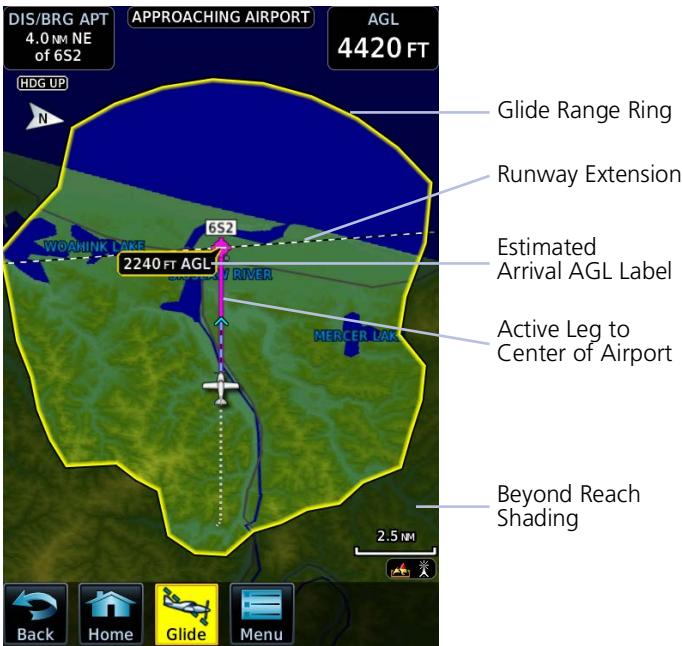 DIS/BRG APT
4.0 NM NE
of 6S2
APPROACHING AIRPORT
AGL
4420 FT
HDG UP
N
Glide Range Ring
Runway Extension
6S2
WOAHINK LAKE
2240 FT AGL
RIVER
Estimated
Arrival AGL Label
MERCER LAK
Active Leg to
Center of Airport
Beyond Reach
Shading
2.5 NM
Back
Home
Glide
Menu